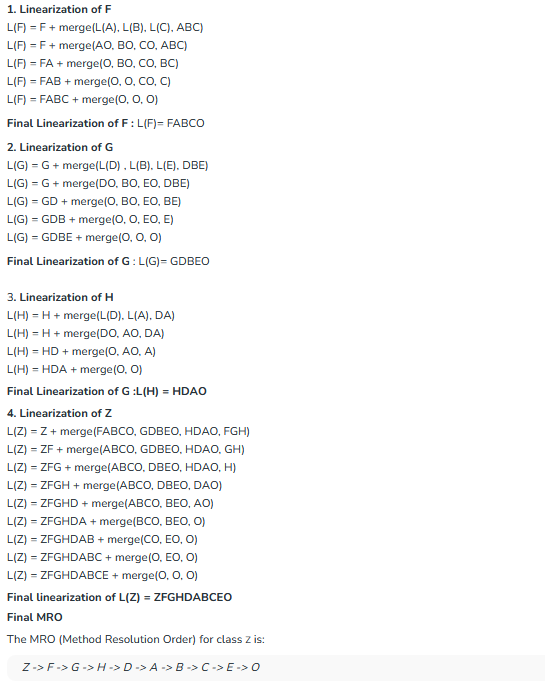 1. Linearization of F
L(F) = F + merge(L(A), L(B), L(C), ABC)
L(F) = F + merge(AO, BO, CO, ABC)
L(F) = FA + merge(O, BO, CO, BC)
L(F) = FAB + merge(O, O, CO, C)
L(F) = FABC + merge(O, O, O)
Final Linearization of F : L(F)= FABCO
2. Linearization of G
L(G) = G + merge(L(D) , L(B), L(E), DBE)
L(G) = G + merge(DO, BO, EO, DBE)
L(G) = GD + merge(O, BO, EO, BE)
L(G) = GDB + merge(O, O, EO, E)
L(G) = GDBE + merge(O, O, O)
Final Linearization of G : L(G)= GDBEO
3. Linearization of H
L(H) = H + merge(L(D), L(A), DA)
L(H) = H + merge(DO, AO, DA)
L(H) = HD + merge(O, AO, A)
L(H) = HDA + merge(O, O)
Final Linearization of G :L(H) = HDAO
4. Linearization of Z
L(Z) = Z + merge(FABCO, GDBEO, HDAO, FGH)
L(Z) = ZF + merge(ABCO, GDBEO, HDAO, GH)
L(Z) = ZFG + merge(ABCO, DBEO, HDAO, H)
L(Z) = ZFGH + merge(ABCO, DBEO, DAO)
L(Z) = ZFGHD + merge(ABCO, BEO, AO)
L(Z) = ZFGHDA + merge(BCO, BEO, O)
L(Z) = ZFGHDAB + merge(CO, EO, O)
L(Z) = ZFGHDABC + merge(O, EO, O)
L(Z) = ZFGHDABCE + merge(O, O, O)
Final linearization of L(Z) = ZFGHDABCEO
Final MRO
The MRO (Method Resolution Order) for class Z is:
Z -> F -> G -> H -> D -> A -> B -> C -> E -> O